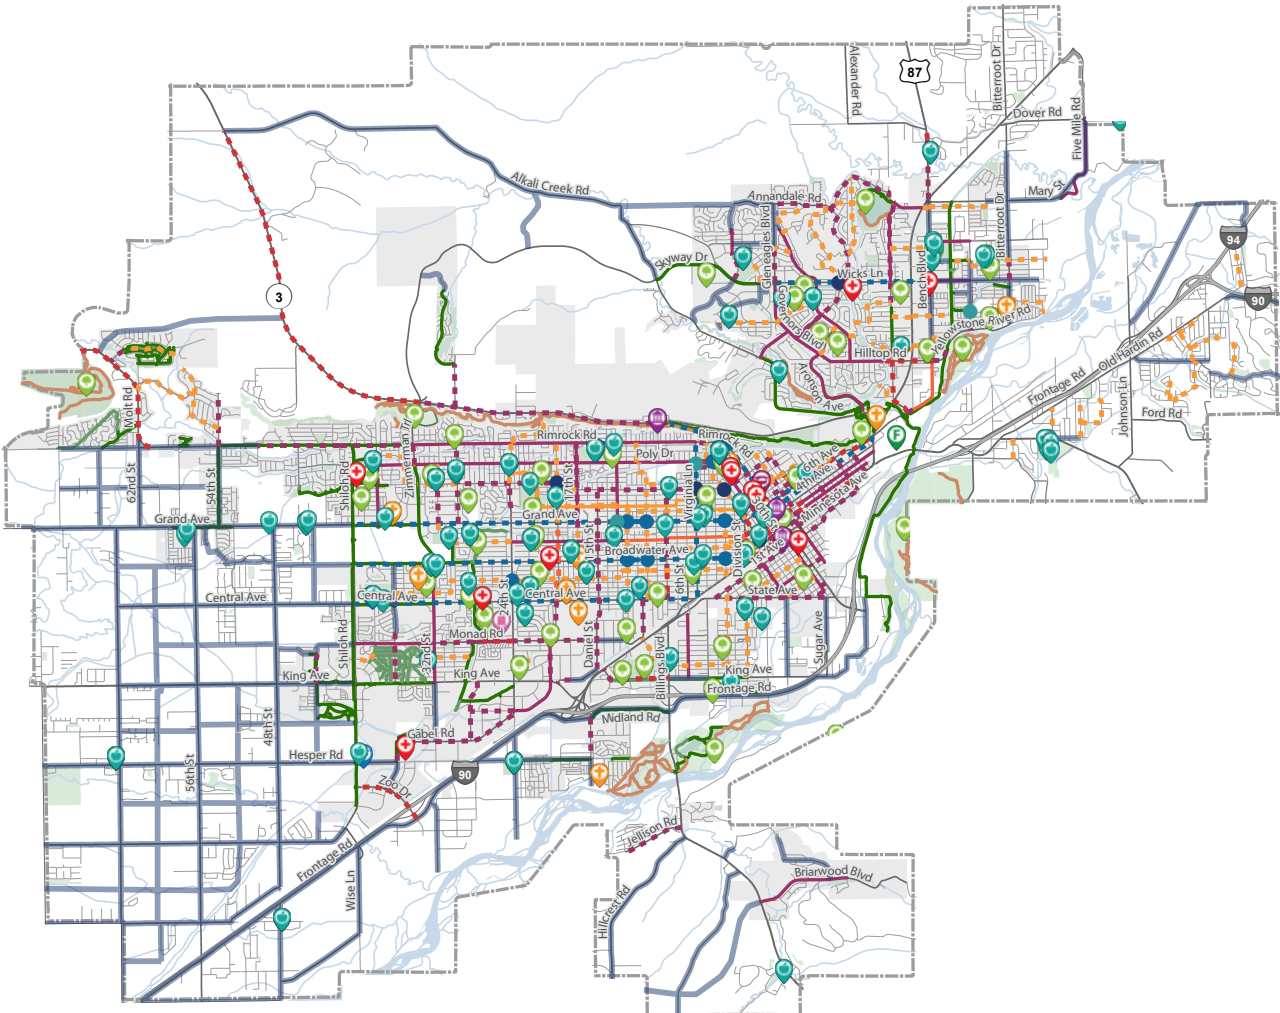 87
Alexander Rd
Bitterroot Dr
Dover Rd
Five Mile Rd
Mary St
Alkali Creek Rd
Annandale Rd
Bitterroot Dr
Gleneagles Blvd
94
Skyway Dr
Wicks Ln
Bench Blvd
3
90
Governors Blvd
Yellowstone River Rd
Hilltop Rd
Old Hardin Rd
Aronson Ave
Frontage Rd
Johnson Ln
Ford Rd
Molt Rd
Rimrock Rd
Rimrock Rd
F
Zimmerman
Poly Dr
6th Ave
4th Ave
Minnesota Ave
62nd St
54th St
Shiloh Rd
17th St
Virginia Ln
Grand Ave
Grand Ave
30th St
Division St
St Ave
15th St
Broadwater Ave
6th St
Central Ave
Central Ave
24th St
Central Ave
State Ave
Monad Rd
Daniel St
Sugar Ave
Shiloh Rd
32nd St
Billings Blvd
King Ave
King Ave
King Ave
Frontage Rd
48th St
Midland Rd
Gabel Rd
Hesper Rd
56th St
90
Zoo Dr
Jellison Rd
Frontage Rd
Wise Ln
Briarwood Blvd
Hillcrest Rd